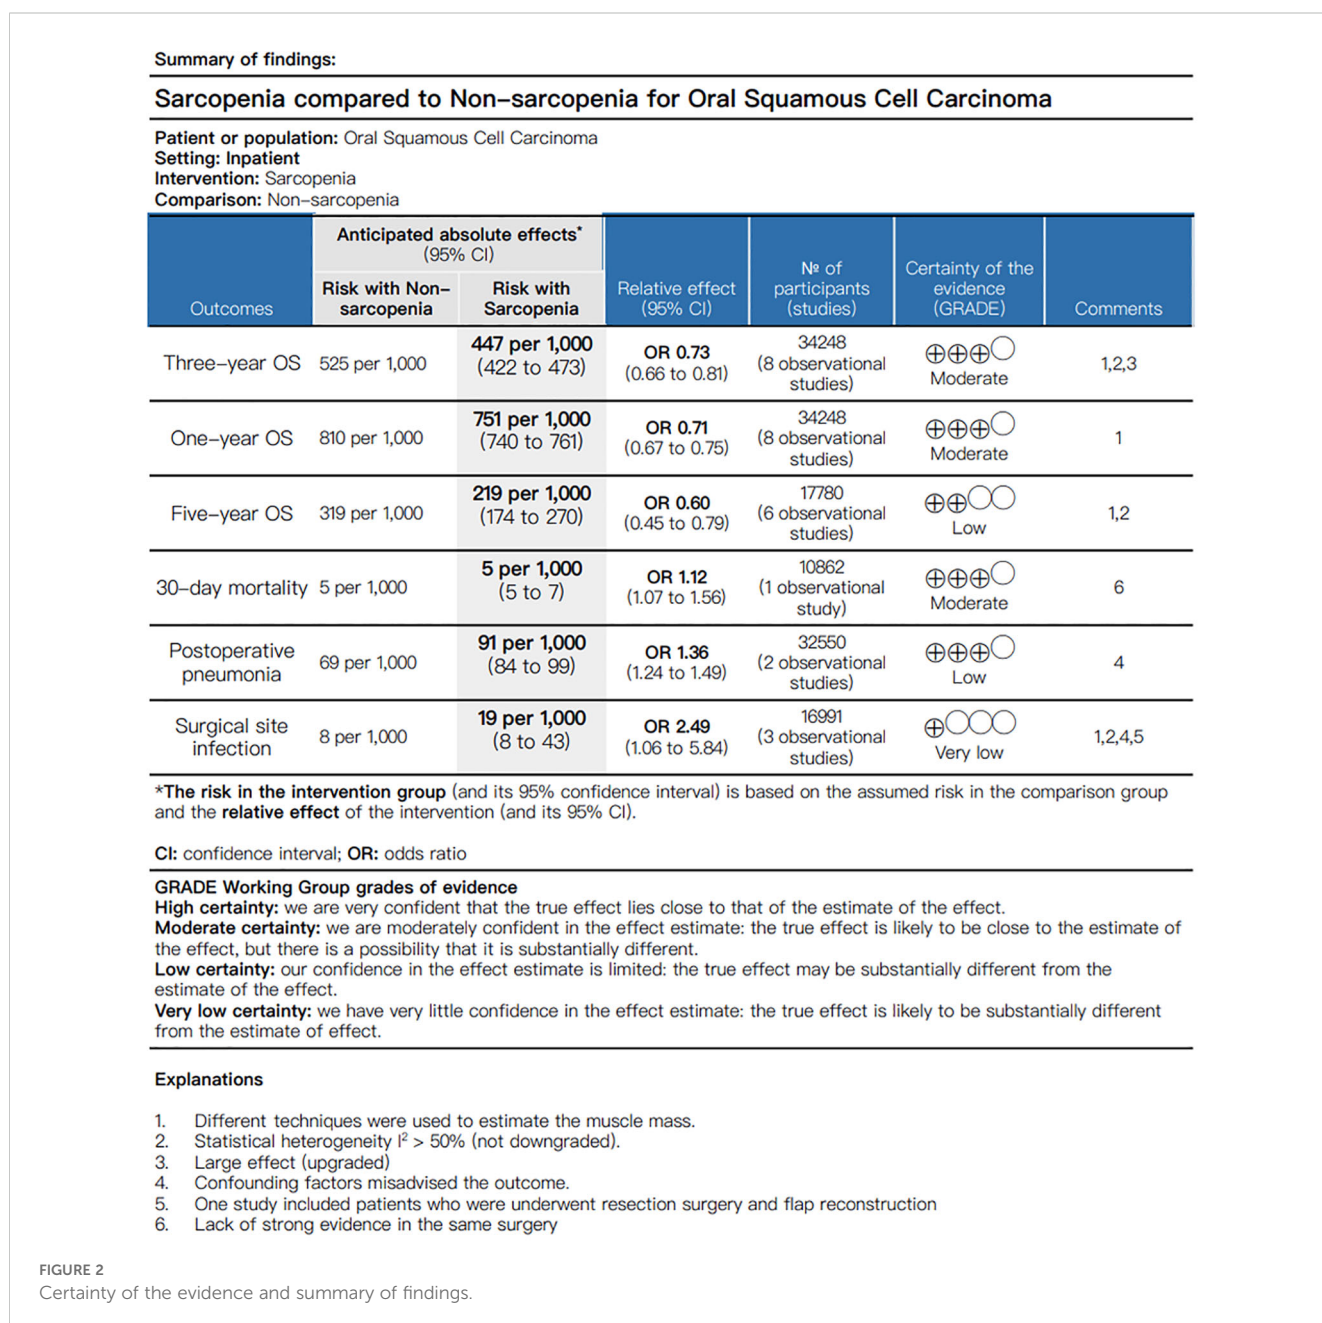 Summary of findings:
Sarcopenia compared to Non-sarcopenia for Oral Squamous Cell Carcinoma
Patient or population: Oral Squamous Cell Carcinoma
Setting: Inpatient
Intervention: Sarcopenia
Comparison: Non-sarcopenia
Outcomes
Anticipated absolute effects*
(95% CI)
Risk with Non-
sarcopenia
Risk with
Sarcopenia
Relative effect
(95% CI)
№ of
participants
(studies)
Certainty of the
evidence
(GRADE)
Comments
Three-year OS
525 per 1,000
447 per 1,000
(422 to 473)
OR 0.73
(0.66 to 0.81)
34248
(8 observational
studies)
⊕⊕⊕◯
Moderate
1,2,3
One-year OS
810 per 1,000
751 per 1,000
(740 to 761)
OR 0.71
(0.67 to 0.75)
34248
(8 observational
studies)
⊕⊕⊕◯
Moderate
1
Five-year OS
319 per 1,000
219 per 1,000
(174 to 270)
OR 0.60
(0.45 to 0.79)
17780
(6 observational
studies)
⊕⊕◯◯
Low
1,2
30-day mortality
5 per 1,000
5 per 1,000
(5 to 7)
OR 1.12
(1.07 to 1.56)
10862
(1 observational
study)
⊕⊕⊕◯
Moderate
6
Postoperative
pneumonia
69 per 1,000
91 per 1,000
(84 to 99)
OR 1.36
(1.24 to 1.49)
32550
(2 observational
studies)
⊕⊕⊕◯
Low
4
Surgical site
infection
8 per 1,000
19 per 1,000
(8 to 43)
OR 2.49
(1.06 to 5.84)
16991
(3 observational
studies)
⊕◯◯◯
Very low
1,2,4,5
*The risk in the intervention group (and its 95% confidence interval) is based on the assumed risk in the comparison group
and the relative effect of the intervention (and its 95% CI).
CI: confidence interval; OR: odds ratio
GRADE Working Group grades of evidence
High certainty: we are very confident that the true effect lies close to that of the estimate of the effect.
Moderate certainty: we are moderately confident in the effect estimate: the true effect is likely to be close to the estimate of
the effect, but there is a possibility that it is substantially different.
Low certainty: our confidence in the effect estimate is limited: the true effect may be substantially different from the
estimate of the effect.
Very low certainty: we have very little confidence in the effect estimate: the true effect is likely to be substantially different
from the estimate of effect.
Explanations
1. Different techniques were used to estimate the muscle mass.
2. Statistical heterogeneity I² > 50% (not downgraded).
3. Large effect (upgraded)
4. Confounding factors misadvised the outcome.
5. One study included patients who were underwent resection surgery and flap reconstruction
6. Lack of strong evidence in the same surgery
FIGURE 2
Certainty of the evidence and summary of findings.